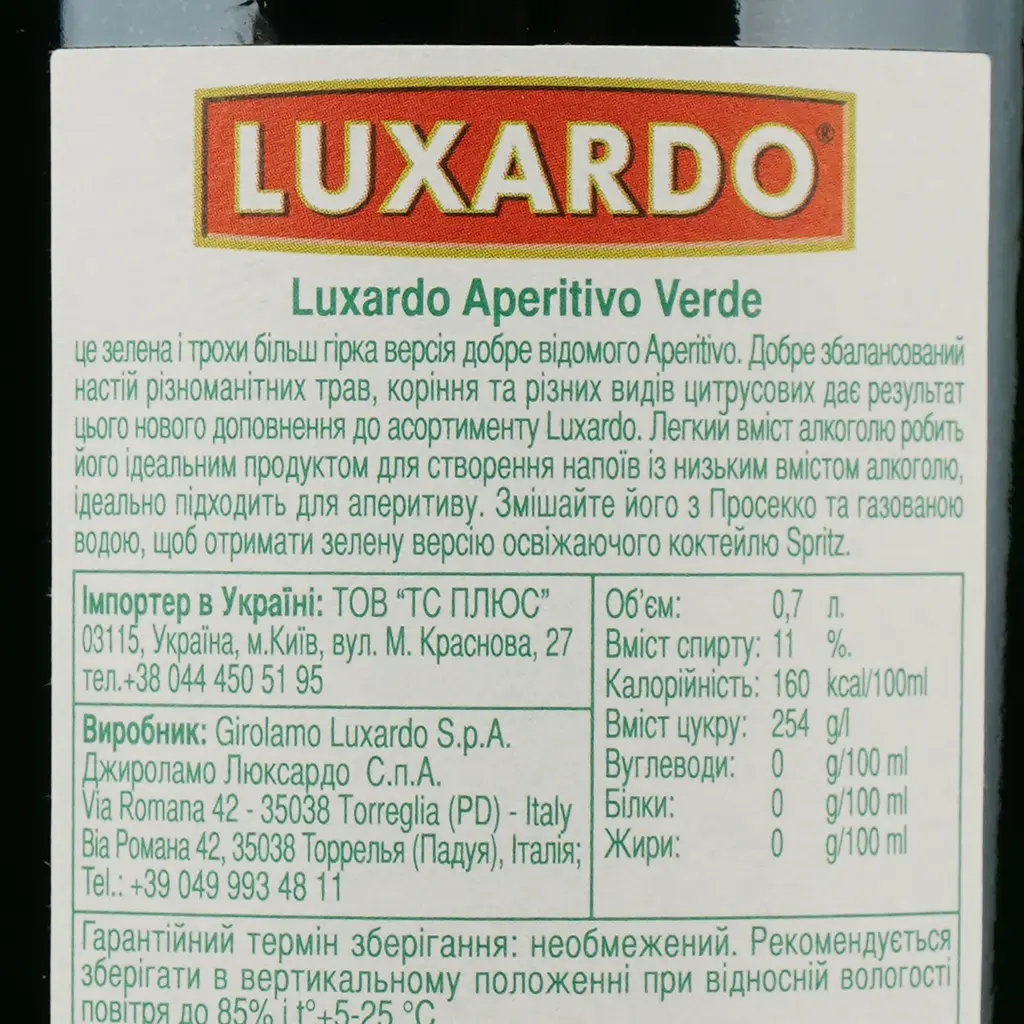 LUXARDO®
Luxardo Aperitivo Verde
це зелена і трохи більш гірка версія добре відомого Aperitivo. Добре збалансований
настій різноманітних трав, коріння та різних видів цитрусових дає результат
цього нового доповнення до асортименту Luxardo. Легкий вміст алкоголю робить
його ідеальним продуктом для створення напоїв із низьким вмістом алкоголю,
ідеально підходить для аперитиву. Змішайте його з Просекко та газованою
водою, щоб отримати зелену версію освіжаючого коктейлю Spritz.
Імпортер в Україні: ТОВ “ТС ПЛЮС”
03115, Україна, м.Київ, вул. М. Краснова, 27
тел.+38 044 450 51 95
Виробник: Girolamo Luxardo S.p.A.
Джироламо Люксардо С.п.А.
Via Romana 42 - 35038 Torreglia (PD) - Italy
Віа Романа 42, 35038 Торрелья (Падуя), Італія;
Tel.: +39 049 993 48 11
Об'єм: 0,7 л.
Вміст спирту: 11 %.
Калорійність: 160 kcal/100ml
Вміст цукру: 254 g/l
Вуглеводи: 0 g/100 ml
Білки: 0 g/100 ml
Жири: 0 g/100 ml
Гарантійний термін зберігання: необмежений. Рекомендується
зберігати в вертикальному положенні при відносній вологості
повітря до 85% і t°+5-25 °C